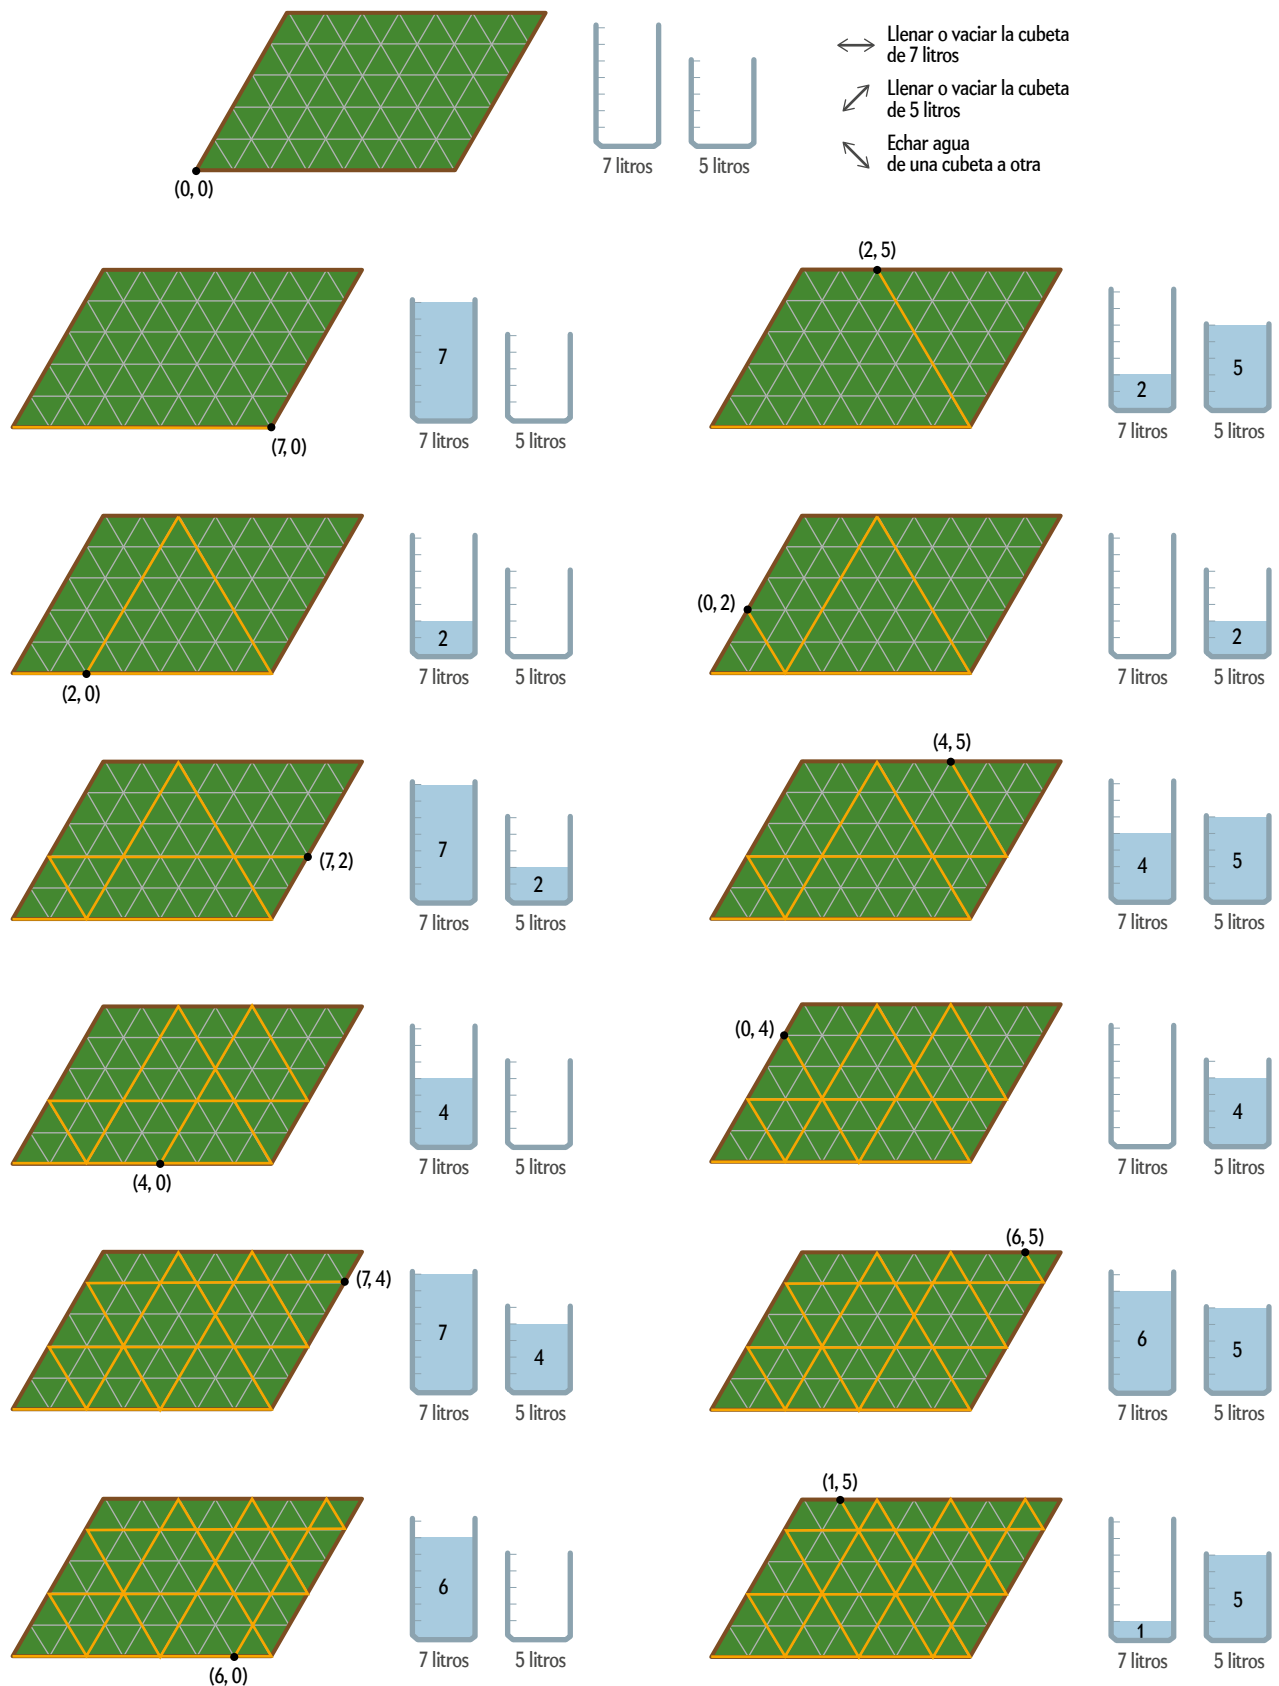 Llenar o vaciar la cubeta
de 7 litros
Llenar o vaciar la cubeta
de 5 litros
Echar agua
de una cubeta a otra
7 litros
5 litros
(0, 0)
7
7 litros
5 litros
(7, 0)
(2, 5)
2
5
7 litros
5 litros
2
7 litros
5 litros
(2, 0)
(0, 2)
2
7 litros
5 litros
7
2
(7, 2)
7 litros
5 litros
(4, 5)
4
5
7 litros
5 litros
4
7 litros
5 litros
(4, 0)
(0, 4)
4
7 litros
5 litros
(7, 4)
7
4
7 litros
5 litros
(6, 5)
6
5
7 litros
5 litros
6
7 litros
5 litros
(6, 0)
(1, 5)
1
5
7 litros
5 litros